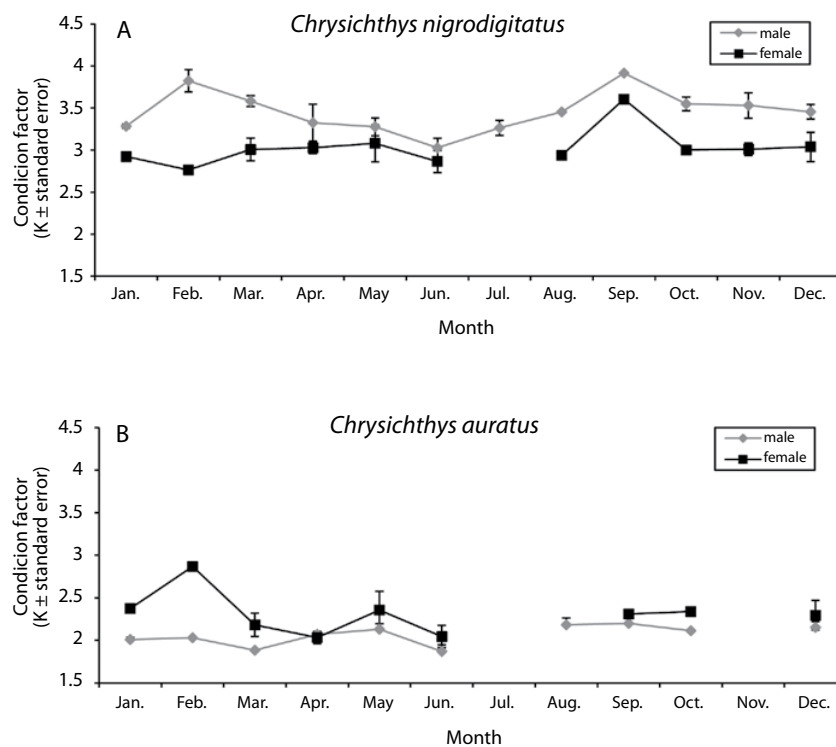 A
Chrysichthys nigrodigitatus
male
female
Condicion factor
(K ± standard error)
4.5
4
3.5
3
2.5
2
1.5
Jan. Feb. Mar. Apr. May Jun. Jul. Aug. Sep. Oct. Nov. Dec.
Month
B
Chrysichthys auratus
male
female
Condicion factor
(K ± standard error)
4.5
4
3.5
3
2.5
2
1.5
Jan. Feb. Mar. Apr. May Jun. Jul. Aug. Sep. Oct. Nov. Dec.
Month